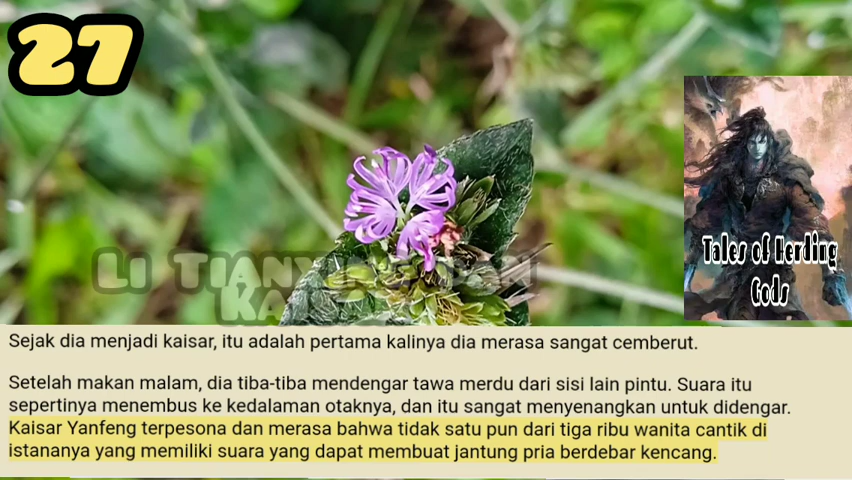 27
Tales of Herding
Gods
Sejak dia menjadi kaisar, itu adalah pertama kalinya dia merasa sangat cemberut.
Setelah makan malam, dia tiba-tiba mendengar tawa merdu dari sisi lain pintu. Suara itu
sepertinya menembus ke kedalaman otaknya, dan itu sangat menyenangkan untuk didengar.
Kaisar Yanfeng terpesona dan merasa bahwa tidak satu pun dari tiga ribu wanita cantik di
istananya yang memiliki suara yang dapat membuat jantung pria berdebar kencang.